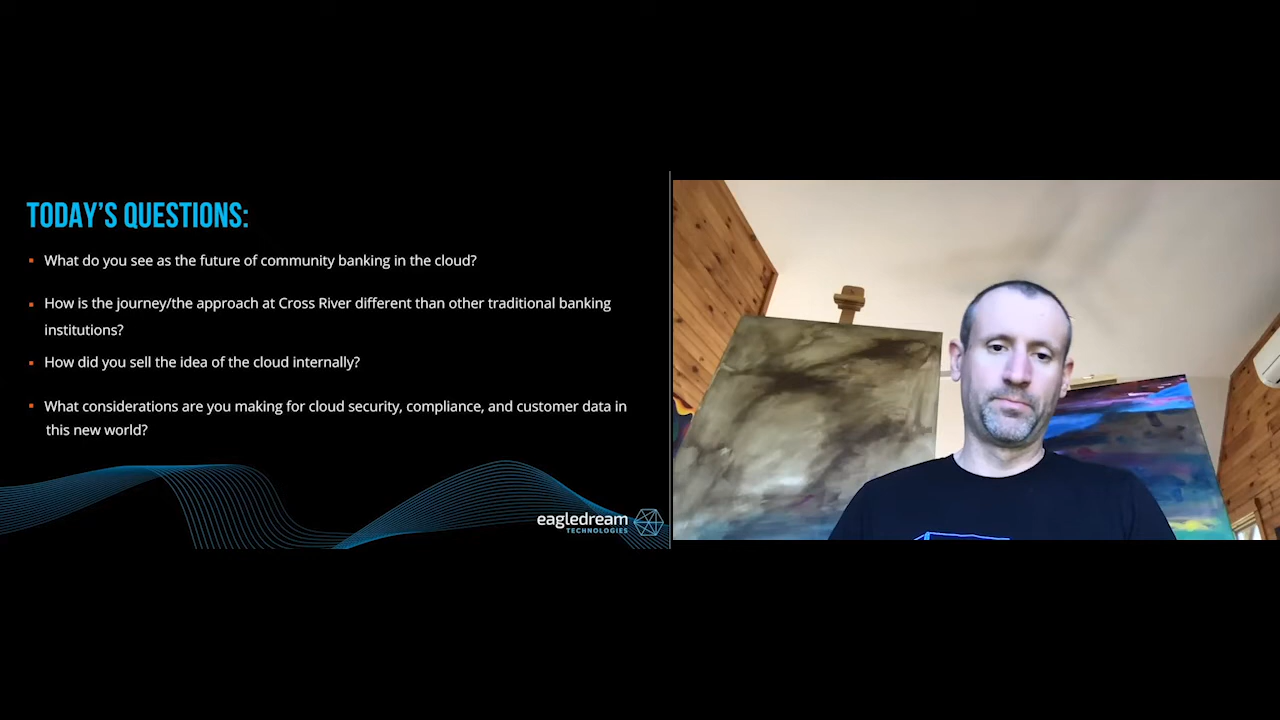 TODAY'S QUESTIONS:
▪ What do you see as the future of community banking in the cloud?
▪ How is the journey/the approach at Cross River different than other traditional banking
institutions?
▪ How did you sell the idea of the cloud internally?
▪ What considerations are you making for cloud security, compliance, and customer data in
this new world?
eagledream
TECHNOLOGIES